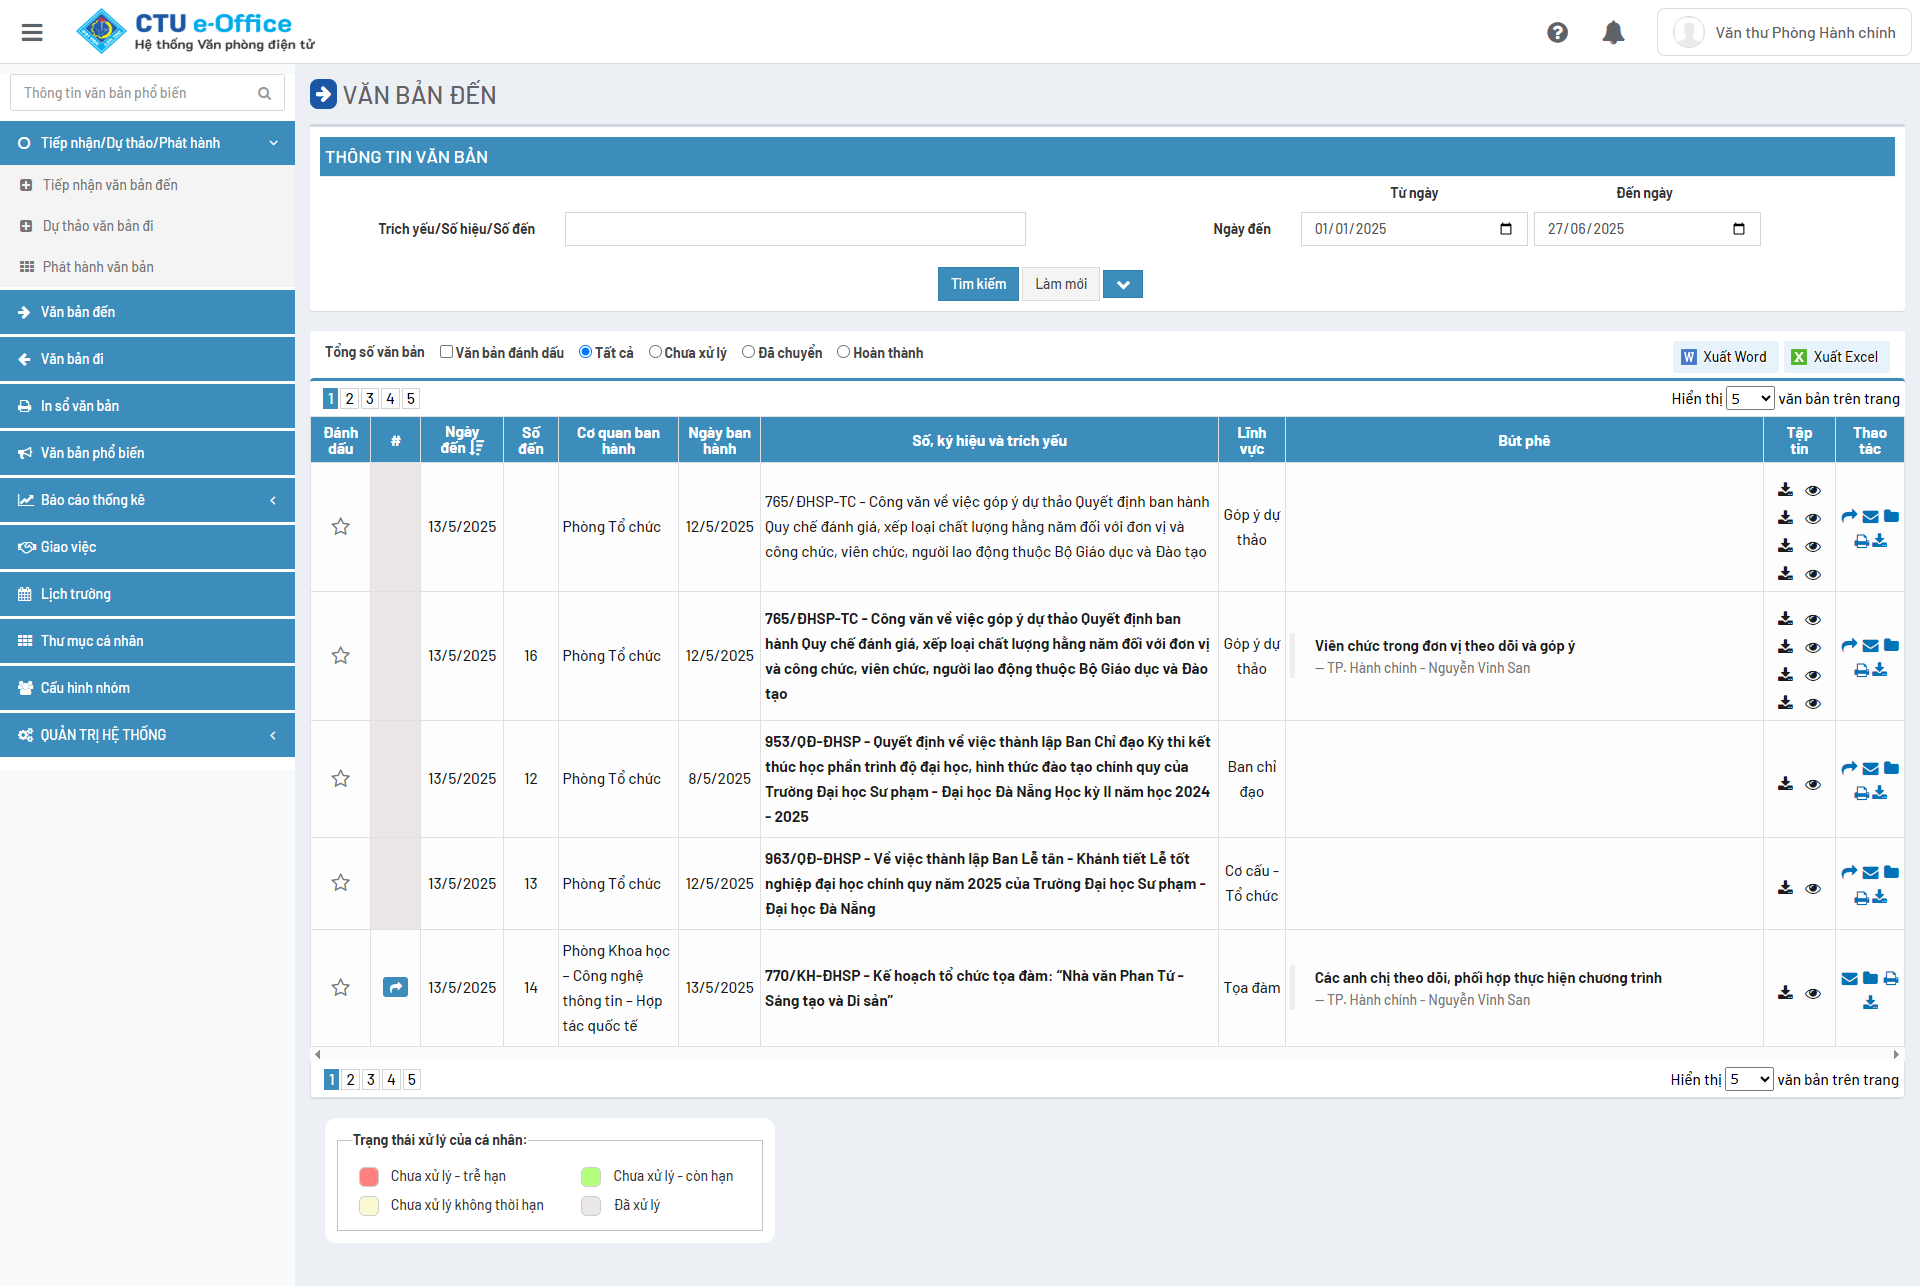 CTU e-Office
Hệ thống Văn phòng điện tử
Văn thư Phòng Hành chính
Thông tin văn bản phổ biến
Tiếp nhận/Dự thảo/Phát hành
Tiếp nhận văn bản đến
Dự thảo văn bản đi
Phát hành văn bản
Văn bản đến
Văn bản đi
In sổ văn bản
Văn bản phổ biến
Báo cáo thống kê
Giao việc
Lịch trường
Thư mục cá nhân
Cấu hình nhóm
QUẢN TRỊ HỆ THỐNG
VĂN BẢN ĐẾN
THÔNG TIN VĂN BẢN
Từ ngày
Đến ngày
Trích yếu/Số hiệu/Số đến
Ngày đến
01/01/2025
27/06/2025
Tìm kiếm
Làm mới
Tổng số văn bản
Văn bản đánh dấu
Tất cả
Chưa xử lý
Đã chuyển
Hoàn thành
Xuất Word
Xuất Excel
1 2 3 4 5
Hiển thị 5 văn bản trên trang
Đánh dấu
#
Ngày đến
Số đến
Cơ quan ban hành
Ngày ban hành
Số, ký hiệu và trích yếu
Lĩnh vực
Bút phê
Tập tin
Thao tác
13/5/2025
Phòng Tổ chức
12/5/2025
765/ĐHSP-TC - Công văn về việc góp ý dự thảo Quyết định ban hành
Quy chế đánh giá, xếp loại chất lượng hằng năm đối với đơn vị và
công chức, viên chức, người lao động thuộc Bộ Giáo dục và Đào tạo
Góp ý dự
thảo
13/5/2025
16
Phòng Tổ chức
12/5/2025
765/ĐHSP-TC - Công văn về việc góp ý dự thảo Quyết định ban
hành Quy chế đánh giá, xếp loại chất lượng hằng năm đối với đơn vị
và công chức, viên chức, người lao động thuộc Bộ Giáo dục và Đào
tạo
Góp ý dự
thảo
Viên chức trong đơn vị theo dõi và góp ý
— TP. Hành chính - Nguyễn Vinh San
13/5/2025
12
Phòng Tổ chức
8/5/2025
953/QĐ-ĐHSP - Quyết định về việc thành lập Ban Chỉ đạo Kỳ thi kết
thúc học phần trình độ đại học, hình thức đào tạo chính quy của
Trường Đại học Sư phạm - Đại học Đà Nẵng Học kỳ II năm học 2024
- 2025
Ban chỉ
đạo
13/5/2025
13
Phòng Tổ chức
12/5/2025
963/QĐ-ĐHSP - Về việc thành lập Ban Lễ tân - Khánh tiết Lễ tốt
nghiệp đại học chính quy năm 2025 của Trường Đại học Sư phạm -
Đại học Đà Nẵng
Cơ cấu -
Tổ chức
13/5/2025
14
Phòng Khoa học
– Công nghệ
thông tin – Hợp
tác quốc tế
13/5/2025
770/KH-ĐHSP - Kế hoạch tổ chức tọa đàm: “Nhà văn Phan Tứ -
Sáng tạo và Di sản”
Tọa đàm
Các anh chị theo dõi, phối hợp thực hiện chương trình
— TP. Hành chính - Nguyễn Vinh San
1 2 3 4 5
Hiển thị 5 văn bản trên trang
Trạng thái xử lý của cá nhân:
Chưa xử lý - trễ hạn
Chưa xử lý - còn hạn
Chưa xử lý không thời hạn
Đã xử lý